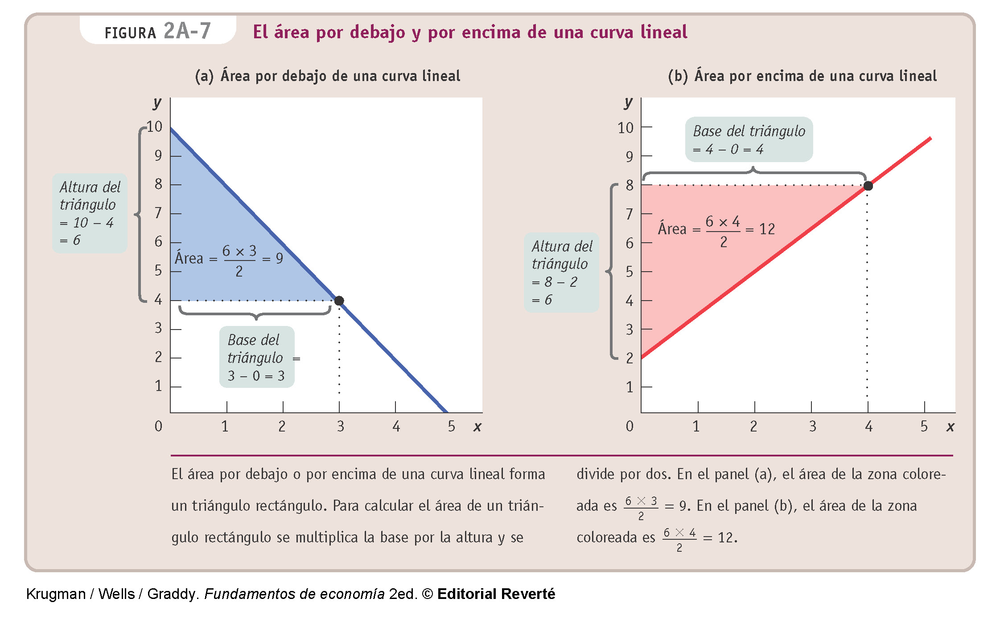 FIGURA 2A-7
El área por debajo y por encima de una curva lineal
(a) Área por debajo de una curva lineal
y
10
9
8
7
6
5
4
3
2
1
0
1
2
3
4
5
x
Altura del
triángulo
= 10 – 4
= 6
Área = 6 × 3 / 2 = 9
Base del
triángulo =
3 – 0 = 3
(b) Área por encima de una curva lineal
y
10
9
8
7
6
5
4
3
2
1
0
1
2
3
4
5
x
Base del triángulo
= 4 – 0 = 4
Altura del
triángulo
= 8 – 2
= 6
Área = 6 × 4 / 2 = 12
El área por debajo o por encima de una curva lineal forma
un triángulo rectángulo. Para calcular el área de un trián-
gulo rectángulo se multiplica la base por la altura y se
divide por dos. En el panel (a), el área de la zona colore-
ada es 6 × 3 / 2 = 9. En el panel (b), el área de la zona
coloreada es 6 × 4 / 2 = 12.
Krugman / Wells / Graddy. Fundamentos de economía 2ed. © Editorial Reverté